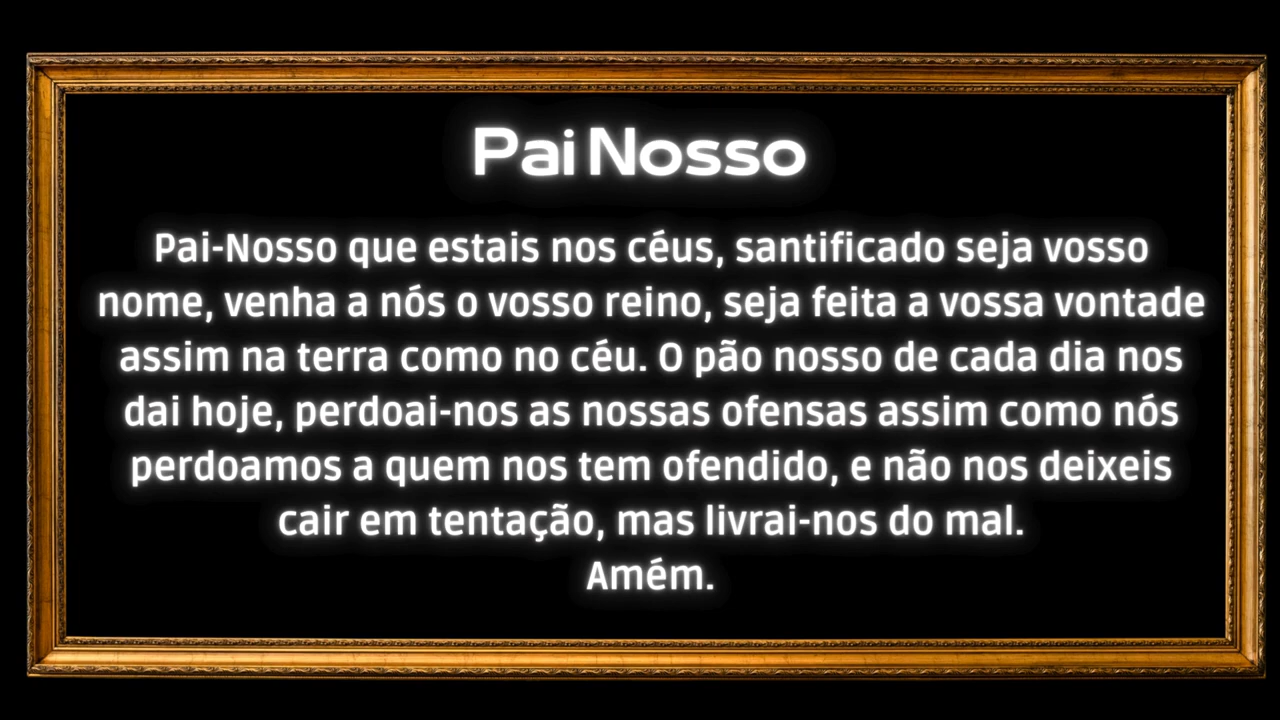 Pai Nosso
Pai-Nosso que estais nos céus, santificado seja vosso
nome, venha a nós o vosso reino, seja feita a vossa vontade
assim na terra como no céu. O pão nosso de cada dia nos
dai hoje, perdoai-nos as nossas ofensas assim como nós
perdoamos a quem nos tem ofendido, e não nos deixeis
cair em tentação, mas livrai-nos do mal.
Amém.